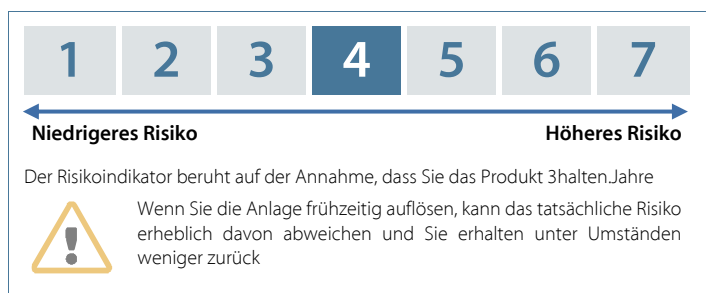 1 2 3 4 5 6 7
Niedrigeres Risiko Höheres Risiko
Der Risikoindikator beruht auf der Annahme, dass Sie das Produkt 3halten.Jahre
Wenn Sie die Anlage frühzeitig auflösen, kann das tatsächliche Risiko
erheblich davon abweichen und Sie erhalten unter Umständen
weniger zurück